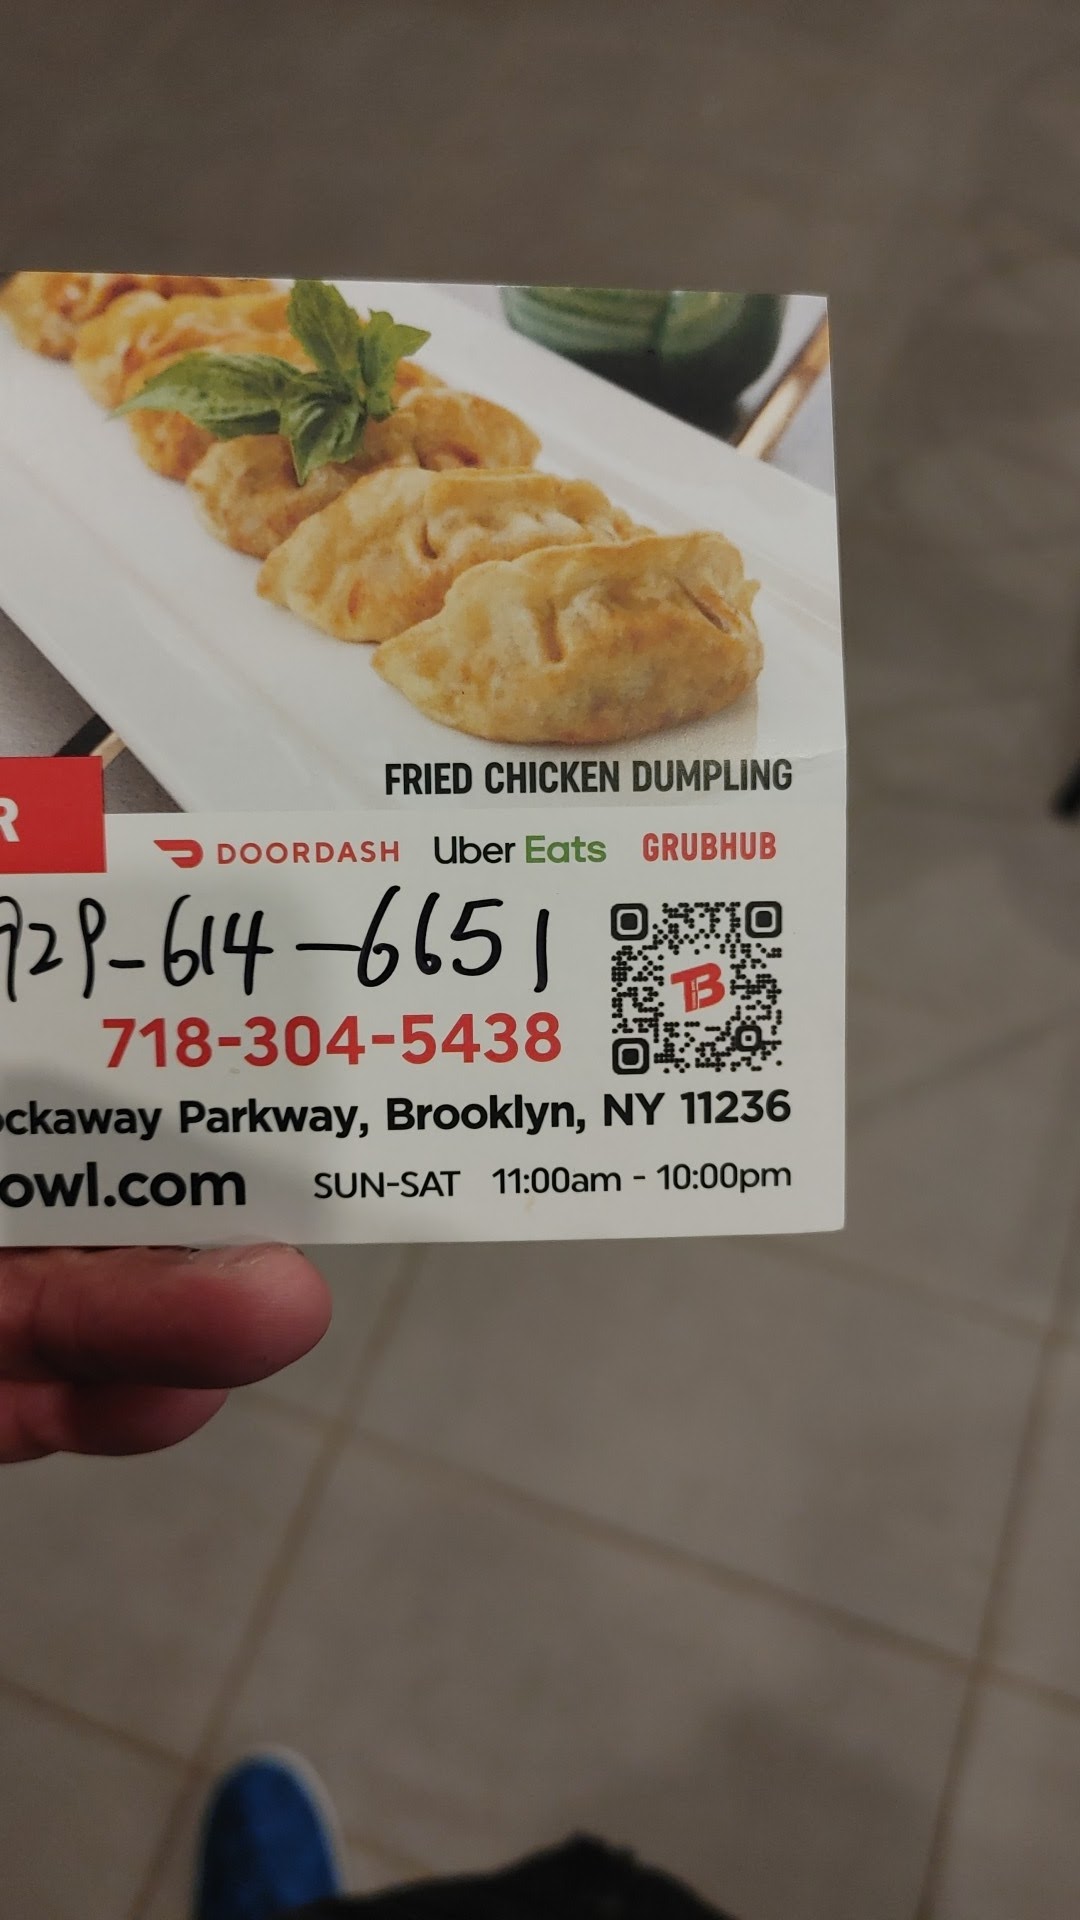 FRIED CHICKEN DUMPLING
R
DOORDASH Uber Eats GRUBHUB
929-614-6651
TB
718-304-5438
ockaway Parkway, Brooklyn, NY 11236
owl.com SUN-SAT 11:00am - 10:00pm